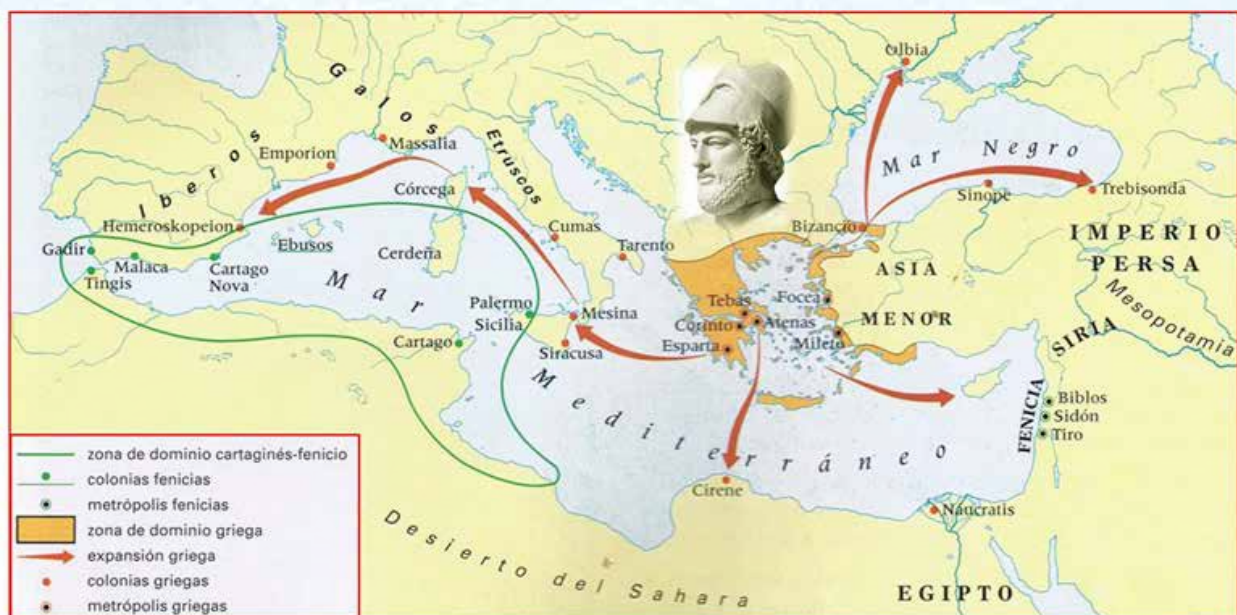 Olbia
Galos
Etruscos
Iberos
Massalia
Emporion
Mar Negro
Córcega
Sinope
Trebisonda
Hemeroskopeion
Cumas
Tarento
Bizancio
IMPERIO
PERSA
Gadir
Ebusos
Cerdeña
ASIA
MENOR
Malaca
Cartago
Nova
Tingis
Mar
Mediterráneo
Palermo
Sicilia
Mesina
Tebas
Focea
Mesopotamia
Corinto
Atenas
Cartago
Siracusa
Esparta
Mileto
SIRIA
FENICIA
Biblos
Sidón
Tiro
Cirene
Naucratis
Desierto del Sahara
EGIPTO
zona de dominio cartaginés-fenicio
colonias fenicias
metrópolis fenicias
zona de dominio griega
expansión griega
colonias griegas
metrópolis griegas